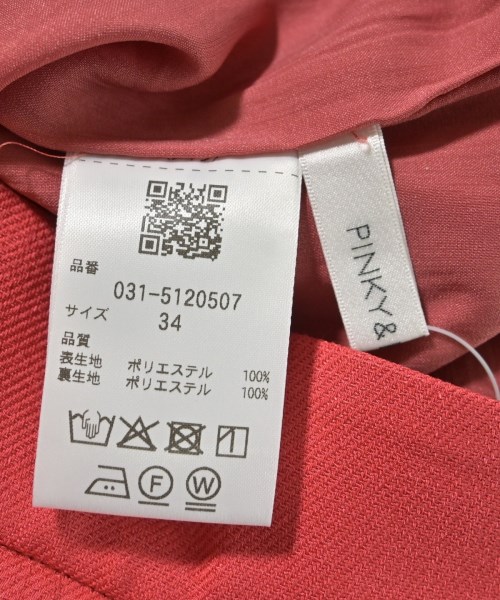 品番
031-5120507
サイズ 34
品質
表生地 ポリエステル 100%
裏生地 ポリエステル 100%
F W
PINKY &